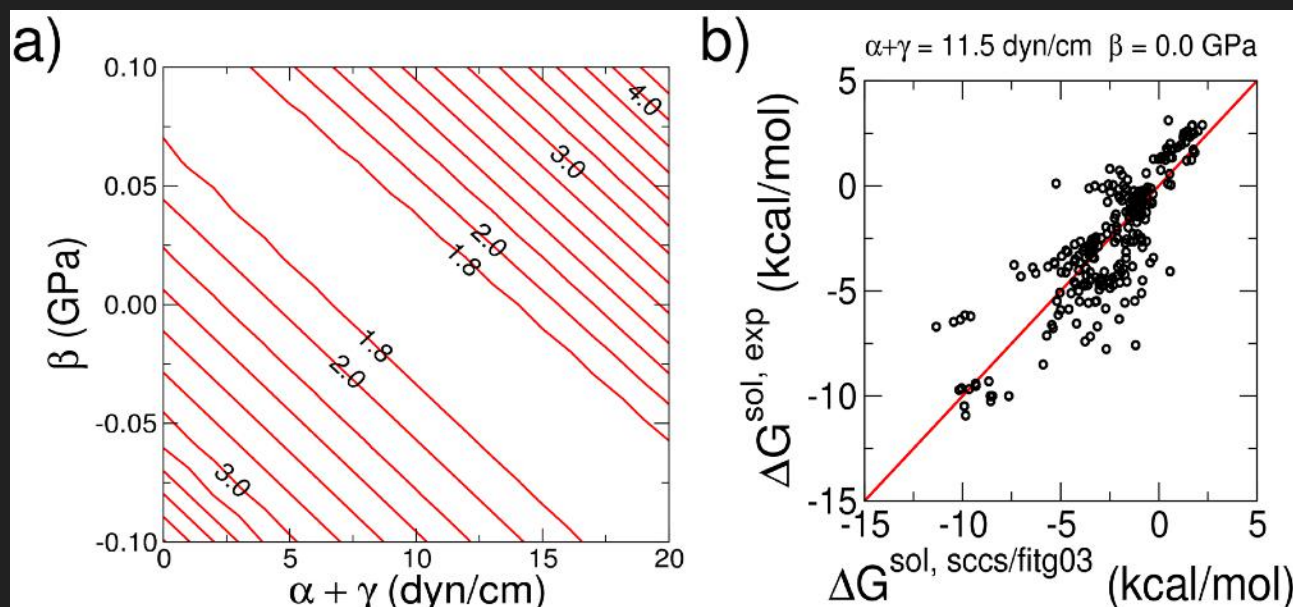 a)
0.10
0.05
0.00
-0.05
-0.10
β (GPa)
4.0
3.0
2.0
1.8
1.8
2.0
3.0
0 5 10 15 20
α + γ (dyn/cm)
b)
α+γ = 11.5 dyn/cm β = 0.0 GPa
5
0
-5
-10
-15
ΔG^sol, exp (kcal/mol)
-15 -10 -5 0 5
ΔG^sol, sccs/fitg03 (kcal/mol)